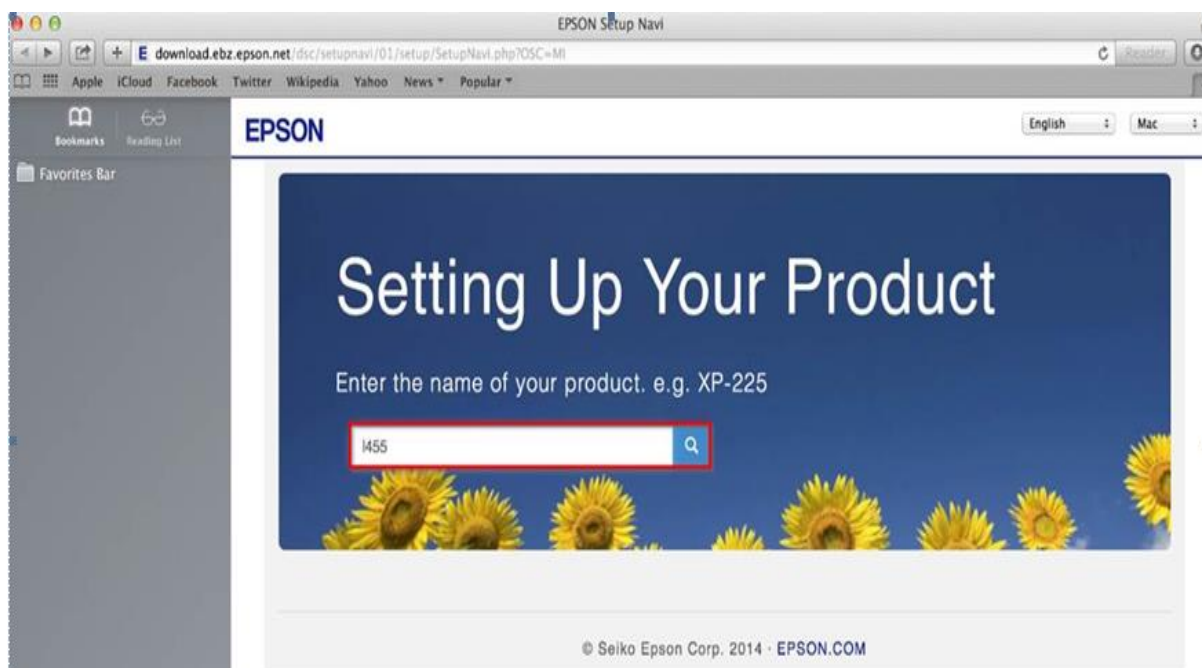 EPSON Setup Navi
E download.ebz.epson.net/dsc/setupnavi/01/setup/SetupNavi.php?OSC=MI
Reader
Apple iCloud Facebook Twitter Wikipedia Yahoo News Popular
Bookmarks Reading List
EPSON
English Mac
Favorites Bar
Setting Up Your Product
Enter the name of your product. e.g. XP-225
l455
© Seiko Epson Corp. 2014 · EPSON.COM